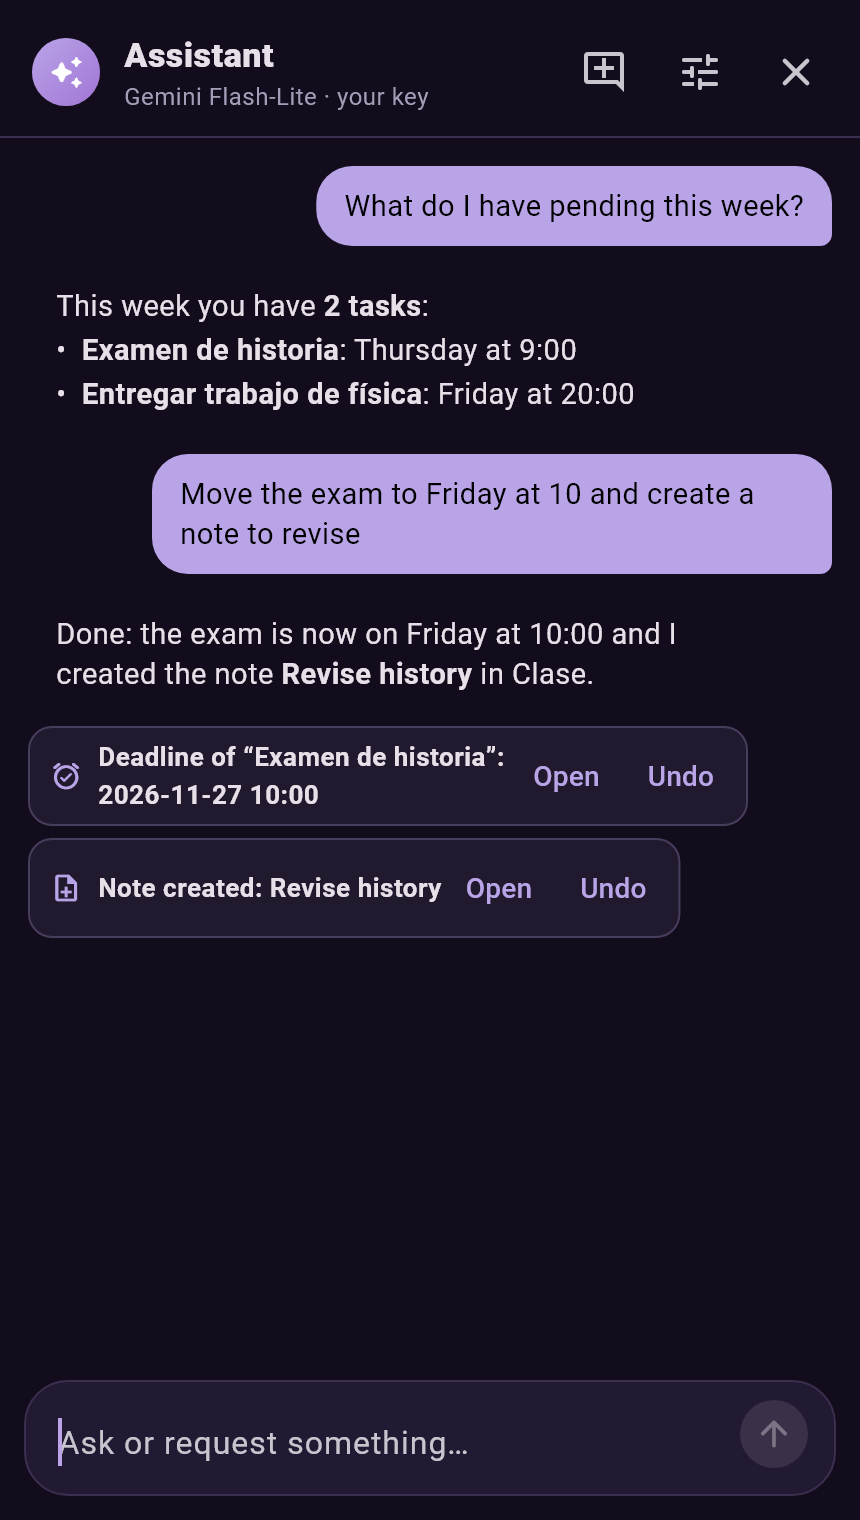 Assistant
Gemini Flash-Lite · your key
What do I have pending this week?
This week you have 2 tasks:
• Examen de historia: Thursday at 9:00
• Entregar trabajo de física: Friday at 20:00
Move the exam to Friday at 10 and create a
note to revise
Done: the exam is now on Friday at 10:00 and I
created the note Revise history in Clase.
Deadline of “Examen de historia”:
2026-11-27 10:00
Open
Undo
Note created: Revise history
Open
Undo
Ask or request something…